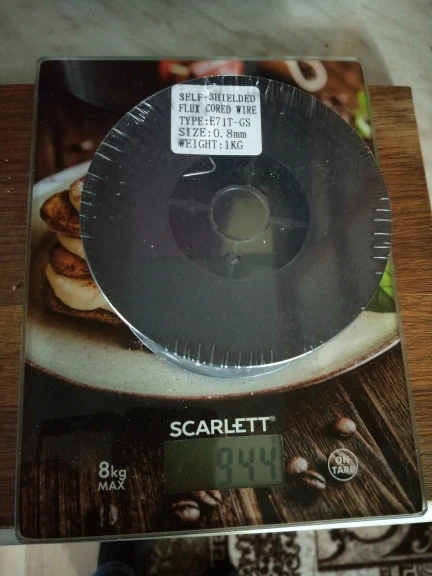 SELF-SHIELDED
FLUX CORED WIRE
TYPE:E71T-GS
SIZE:0.8mm
WEIGHT:1KG
SCARLETT®
8kg
MAX
944
ON
TARE